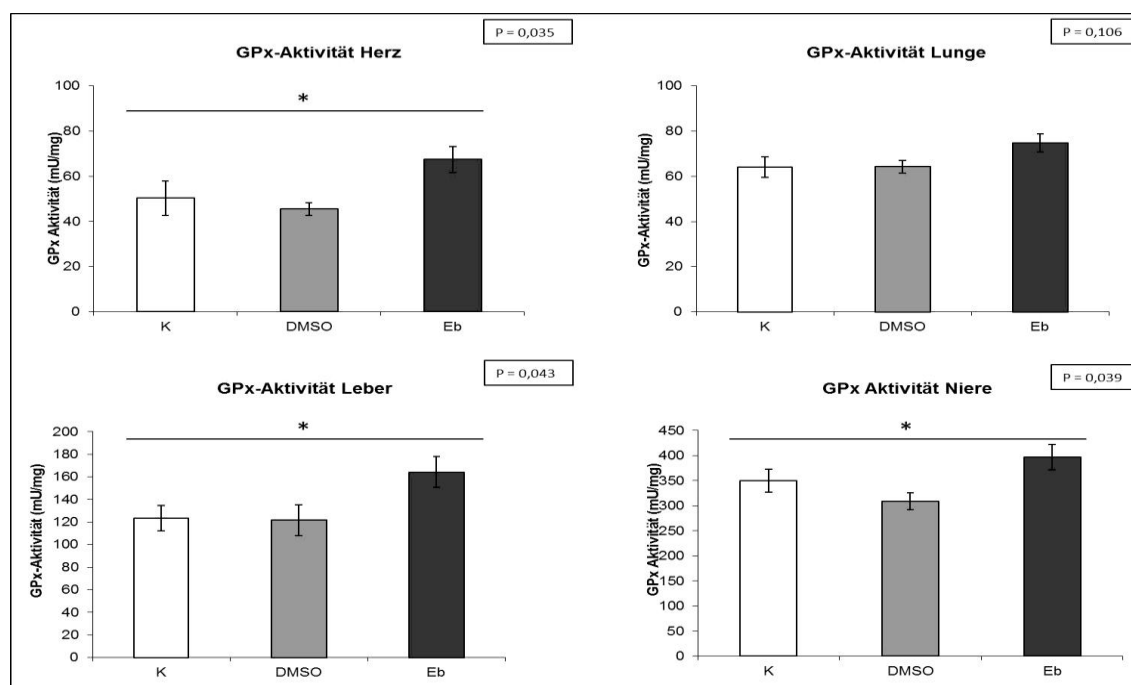 P = 0,035
GPx-Aktivität Herz
GPx Aktivität (mU/mg)
100
80
60
40
20
0
*
K DMSO Eb
P = 0,106
GPx-Aktivität Lunge
GPx-Aktivität (mU/mg)
100
80
60
40
20
0
K DMSO Eb
P = 0,043
GPx-Aktivität Leber
GPx-Aktivität (mU/mg)
200
180
160
140
120
100
80
60
40
20
0
*
K DMSO Eb
P = 0,039
GPx Aktivität Niere
GPx Aktivität (mU/mg)
450
400
350
300
250
200
150
100
50
0
*
K DMSO Eb